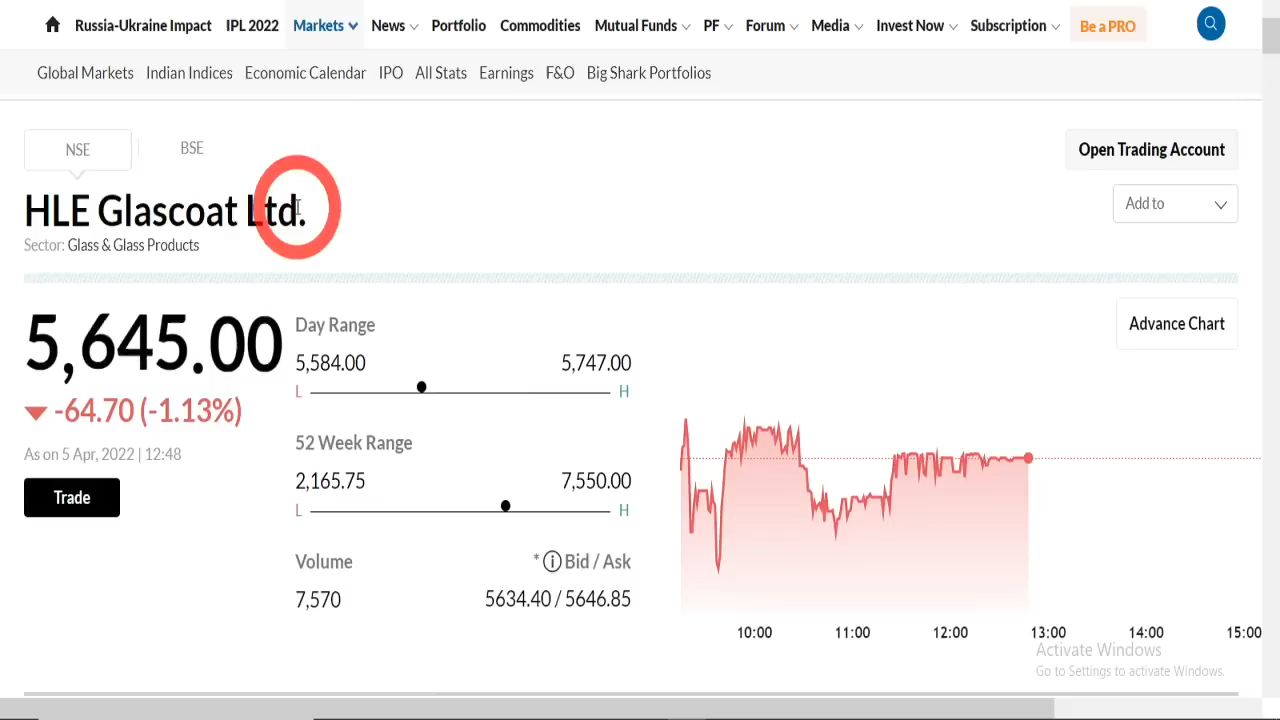 Russia-Ukraine Impact IPL 2022 Markets News Portfolio Commodities Mutual Funds PF Forum Media Invest Now Subscription Be a PRO
Global Markets Indian Indices Economic Calendar IPO All Stats Earnings F&O Big Shark Portfolios
NSE BSE
Open Trading Account
HLE Glascoat Ltd.
Add to
Sector: Glass & Glass Products
5,645.00
-64.70 (-1.13%)
As on 5 Apr, 2022 | 12:48
Trade
Day Range
5,584.00 5,747.00
L H
52 Week Range
2,165.75 7,550.00
L H
Volume * i Bid / Ask
7,570 5634.40 / 5646.85
Advance Chart
10:00 11:00 12:00 13:00 14:00 15:00
Activate Windows
Go to Settings to activate Windows.